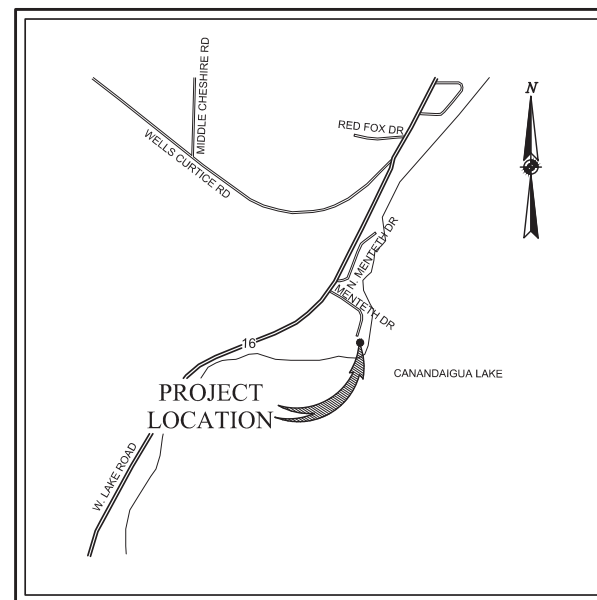 MIDDLE CHESHIRE RD
N
RED FOX DR
WELLS CURTICE RD
N. MENTETH DR
MENTETH DR
16
CANANDAIGUA LAKE
PROJECT
LOCATION
W. LAKE ROAD